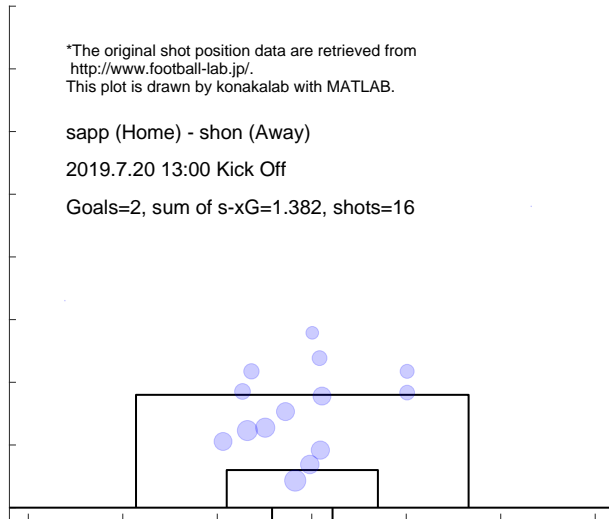 *The original shot position data are retrieved from
http://www.football-lab.jp/.
This plot is drawn by konakalab with MATLAB.
sapp (Home) - shon (Away)
2019.7.20 13:00 Kick Off
Goals=2, sum of s-xG=1.382, shots=16